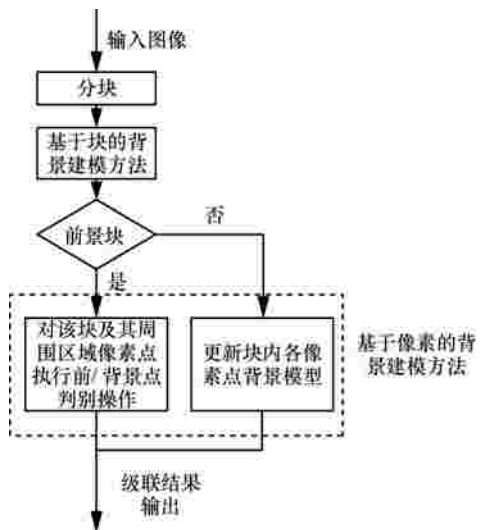 输入图像
分块
基于块的背
景建模方法
前景块
否
是
对该块及其周
围区域像素点
执行前/背景点
判别操作
更新块内各像
素点背景模型
基于像素的背
景建模方法
级联结果
输出